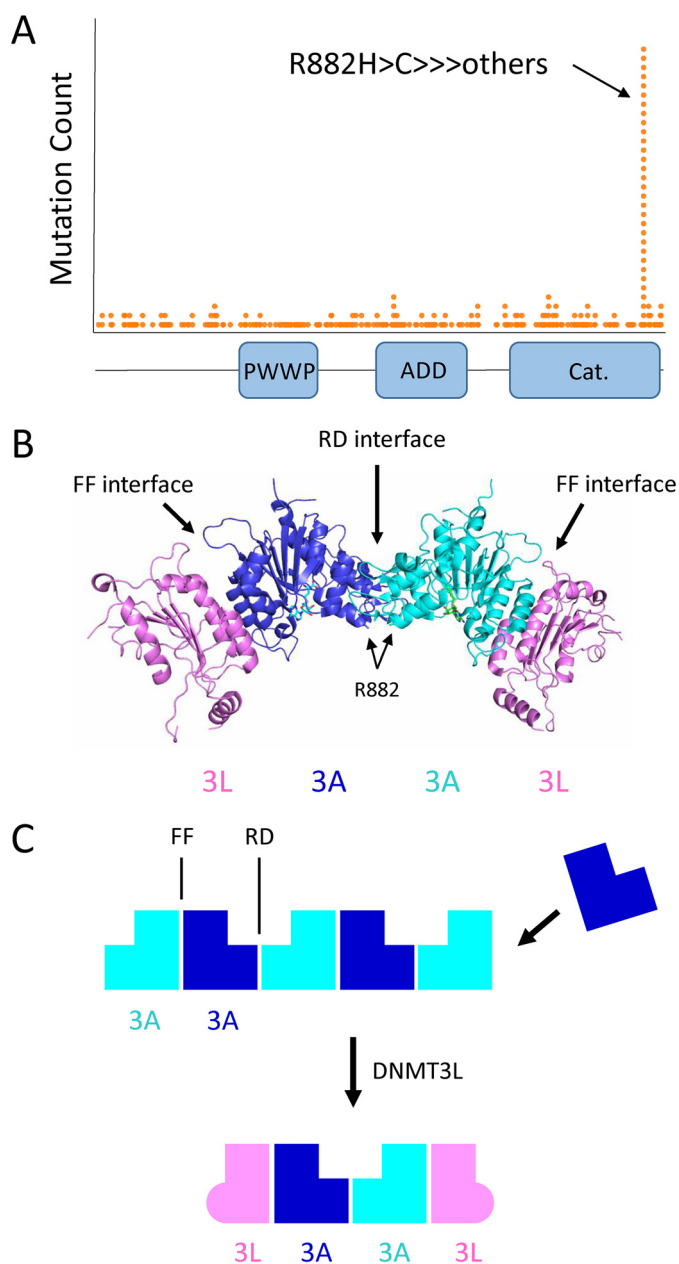 A
R882H>C>>>others
Mutation Count
PWWP
ADD
Cat.
B
RD interface
FF interface
FF interface
R882
3L 3A 3A 3L
C
FF RD
3A 3A
DNMT3L
3L 3A 3A 3L